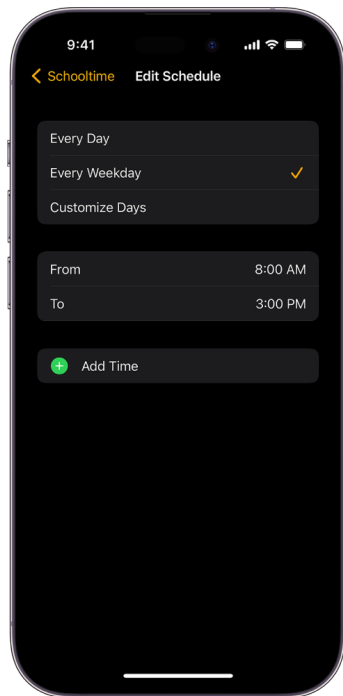 9:41
Schooltime Edit Schedule
Every Day
Every Weekday
Customize Days
From 8:00 AM
To 3:00 PM
Add Time